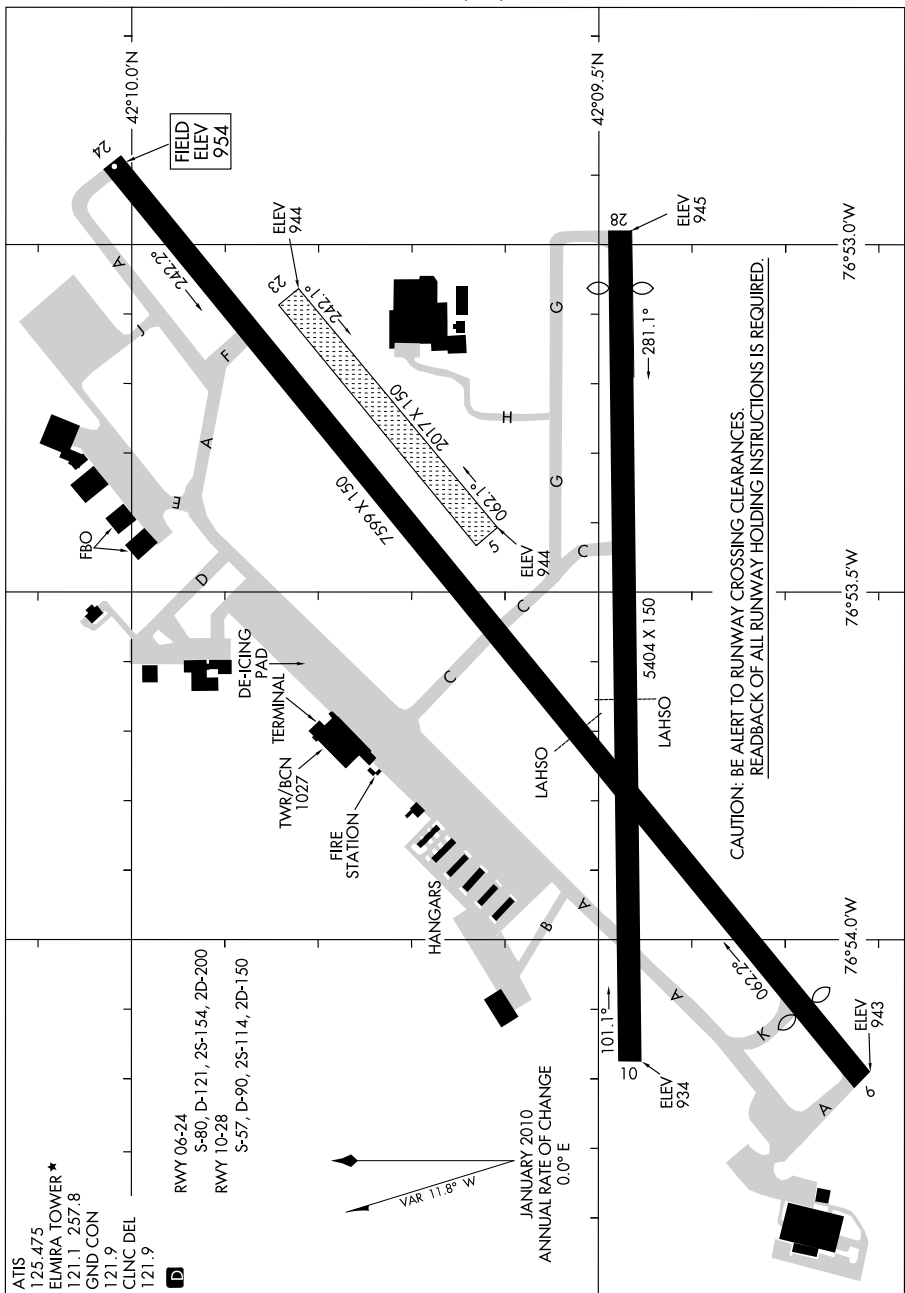 ATIS
125.475
ELMIRA TOWER ★
121.1 257.8
GND CON
121.9
CLNC DEL
121.9
D
RWY 06-24
S-80, D-121, 2S-154, 2D-200
RWY 10-28
S-57, D-90, 2S-114, 2D-150
VAR 11.8° W
JANUARY 2010
ANNUAL RATE OF CHANGE
0.0° E
42°10.0'N
42°09.5'N
76°53.0'W
76°53.5'W
76°54.0'W
24
FIELD
ELEV
954
A
242.2°
J
F
A
E
FBO
D
23
ELEV
944
242.1°
2017 X 150
062.1°
5
ELEV
944
7599 X 150
H
G
G
C
C
C
28
ELEV
945
281.1°
5404 X 150
DE-ICING
PAD
TERMINAL
TWR/BCN
1027
FIRE
STATION
HANGARS
LAHSO
LAHSO
B
A
A
101.1°
10
ELEV
934
K
062.2°
A
6
ELEV
943
CAUTION: BE ALERT TO RUNWAY CROSSING CLEARANCES.
READBACK OF ALL RUNWAY HOLDING INSTRUCTIONS IS REQUIRED.